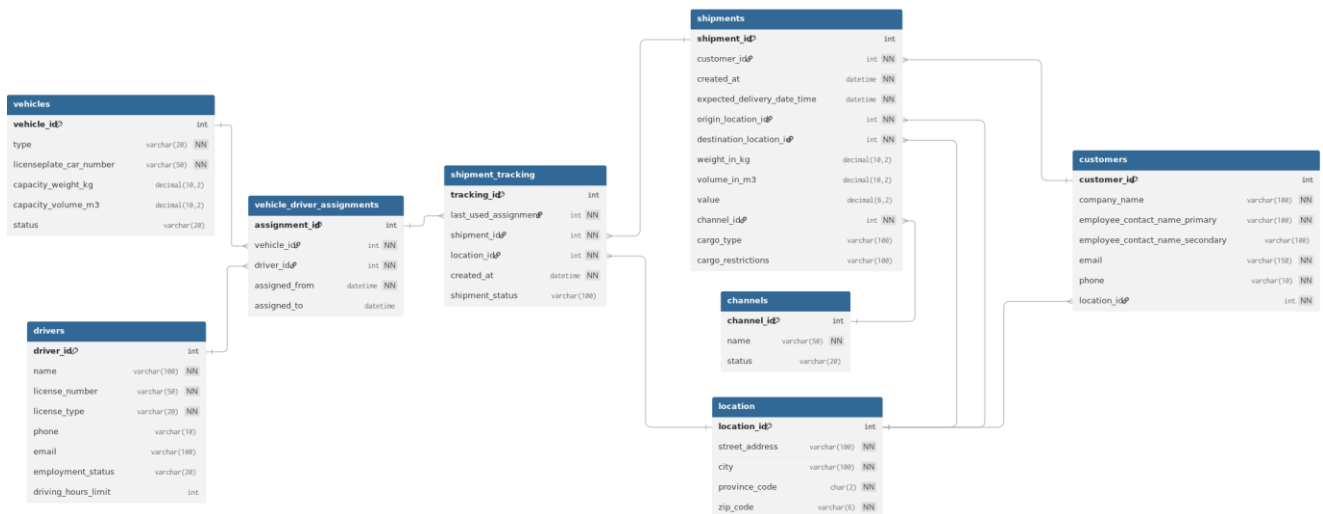 shipments
shipment_id int
customer_id int NN
created_at datetime NN
expected_delivery_date_time datetime NN
origin_location_id int NN
destination_location_id int NN
weight_in_kg decimal(10,2)
volume_in_m3 decimal(10,2)
value decimal(6,2)
channel_id int NN
cargo_type varchar(100)
cargo_restrictions varchar(100)
vehicles
vehicle_id int
type varchar(20) NN
licenseplate_car_number varchar(50) NN
capacity_weight_kg decimal(10,2)
capacity_volume_m3 decimal(10,2)
status varchar(20)
customers
customer_id int
company_name varchar(100) NN
employee_contact_name_primary varchar(100) NN
employee_contact_name_secondary varchar(100)
email varchar(150) NN
phone varchar(10) NN
location_id int NN
shipment_tracking
tracking_id int
last_used_assignment int NN
shipment_id int NN
location_id int NN
created_at datetime NN
shipment_status varchar(100)
vehicle_driver_assignments
assignment_id int
vehicle_id int NN
driver_id int NN
assigned_from datetime NN
assigned_to datetime
channels
channel_id int
name varchar(50) NN
status varchar(20)
drivers
driver_id int
name varchar(100) NN
license_number varchar(50) NN
license_type varchar(20) NN
phone varchar(10)
email varchar(100)
employment_status varchar(20)
driving_hours_limit int
location
location_id int
street_address varchar(100) NN
city varchar(100) NN
province_code char(2) NN
zip_code varchar(6) NN